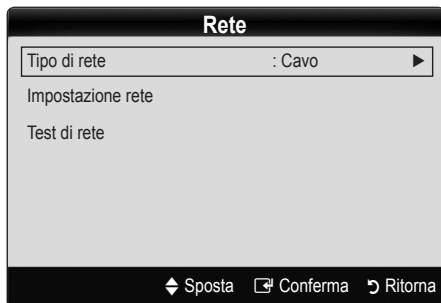 Rete
Tipo di rete : Cavo ▶
Impostazione rete
Test di rete
Sposta Conferma Ritorna